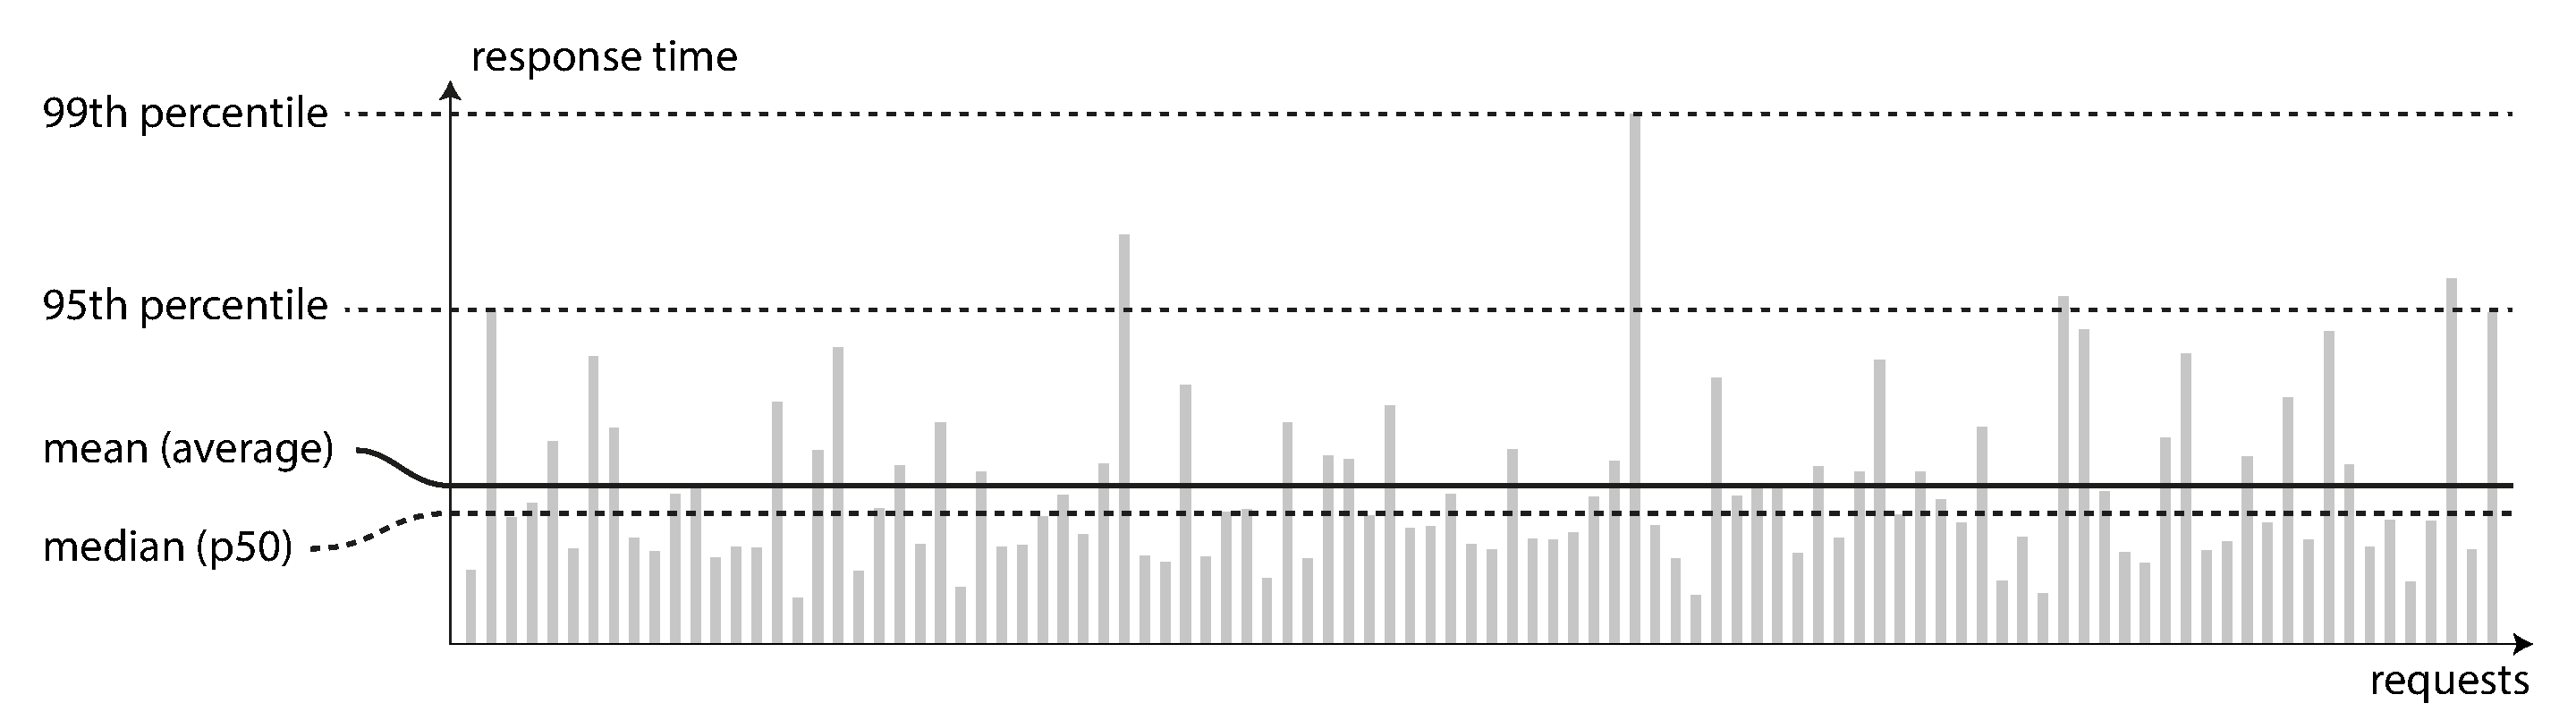 response time
99th percentile
95th percentile
mean (average)
median (p50)
requests